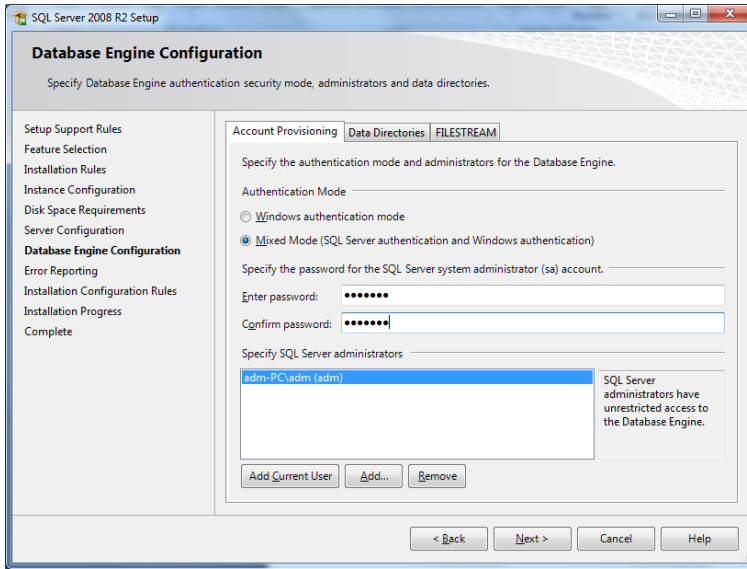 SQL Server 2008 R2 Setup
Database Engine Configuration
Specify Database Engine authentication security mode, administrators and data directories.
Setup Support Rules
Feature Selection
Installation Rules
Instance Configuration
Disk Space Requirements
Server Configuration
Database Engine Configuration
Error Reporting
Installation Configuration Rules
Installation Progress
Complete
Account Provisioning Data Directories FILESTREAM
Specify the authentication mode and administrators for the Database Engine.
Authentication Mode
Windows authentication mode
Mixed Mode (SQL Server authentication and Windows authentication)
Specify the password for the SQL Server system administrator (sa) account.
Enter password: ●●●●●●●
Confirm password: ●●●●●●●
Specify SQL Server administrators
adm-PC\adm (adm)
SQL Server
administrators have
unrestricted access to
the Database Engine.
Add Current User Add... Remove
< Back Next > Cancel Help